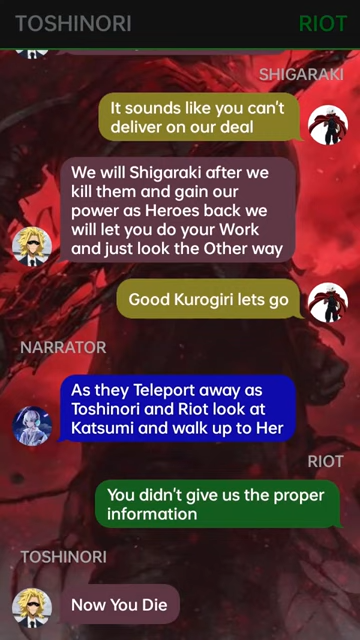 TOSHINORI RIOT
SHIGARAKI
It sounds like you can't
deliver on our deal
We will Shigaraki after we
kill them and gain our
power as Heroes back we
will let you do your Work
and just look the Other way
Good Kurogiri lets go
NARRATOR
As they Teleport away as
Toshinori and Riot look at
Katsumi and walk up to Her
RIOT
You didn't give us the proper
information
TOSHINORI
Now You Die